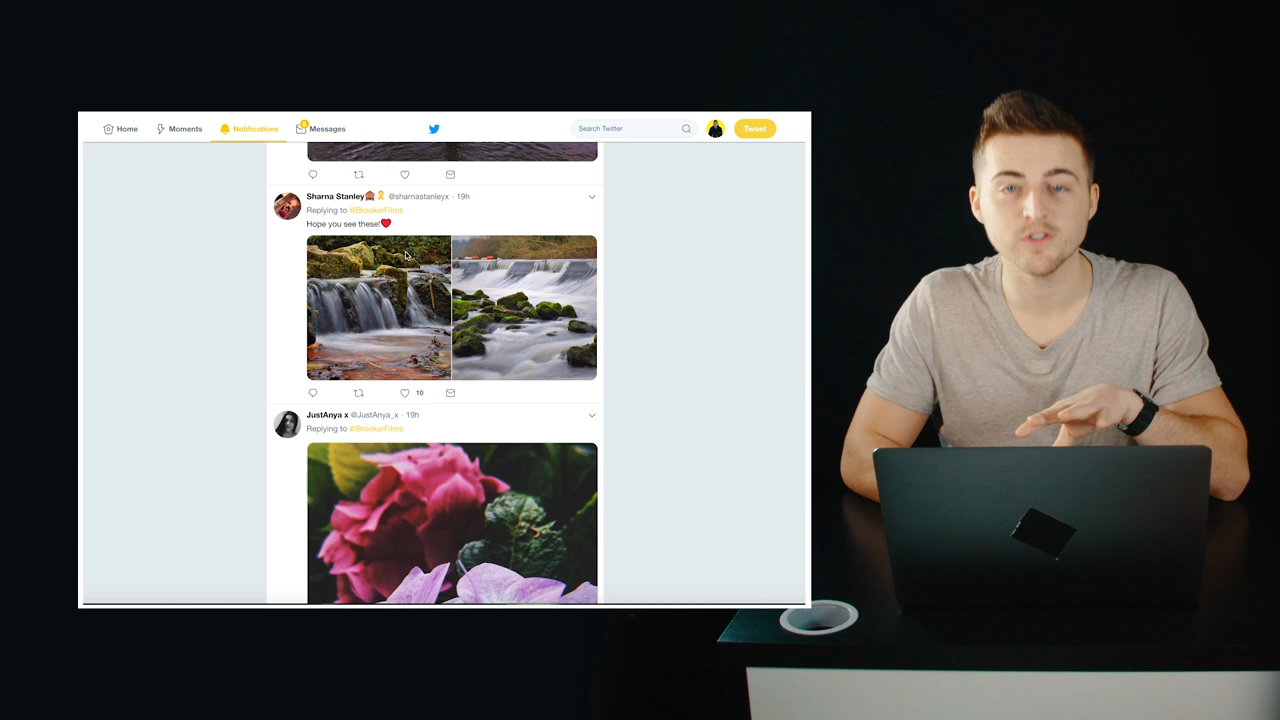 Home Moments Notifications 6 Messages Search Twitter Tweet
Sharna Stanley @sharnastanleyx · 19h
Replying to @BrookerFilms
Hope you see these!
10
JustAnya x @JustAnya_x · 19h
Replying to @BrookerFilms